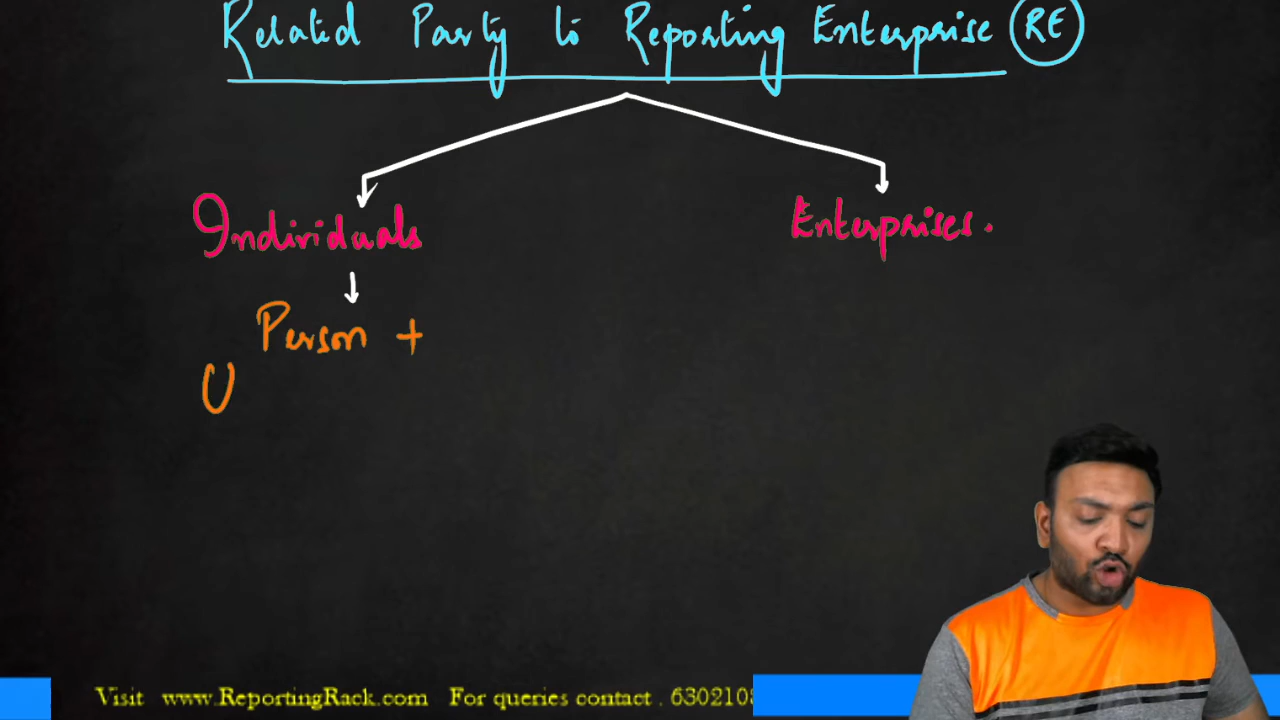 Related Party to Reporting Enterprise (RE)
Individuals
Enterprises.
Person +
Visit www.ReportingRack.com For queries contact . 630210